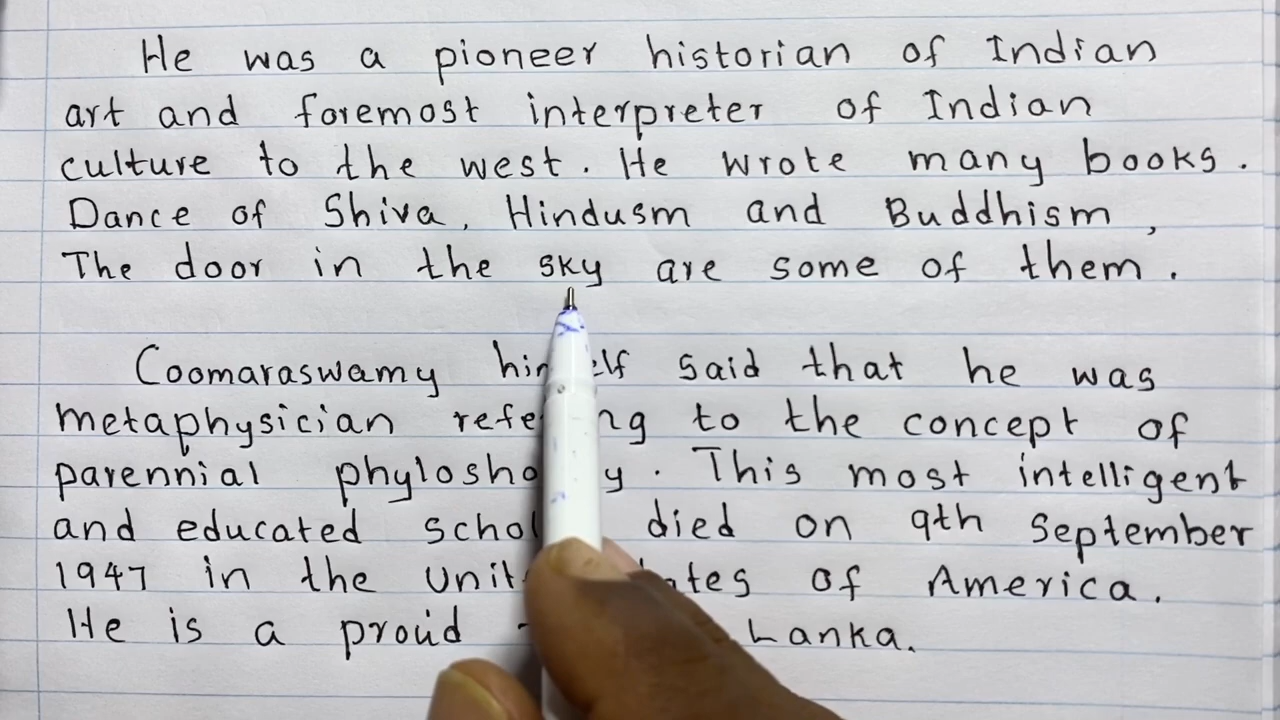 He was a pioneer historian of Indian
art and foremost interpreter of Indian
culture to the west. He wrote many books.
Dance of Shiva, Hindusm and Buddhism,
The door in the sky are some of them.
Coomaraswamy himself said that he was
metaphysician to the concept of
parennial This most intelligent
and educated died on 9th September
1947 in the of America.
He is a proud Lanka.